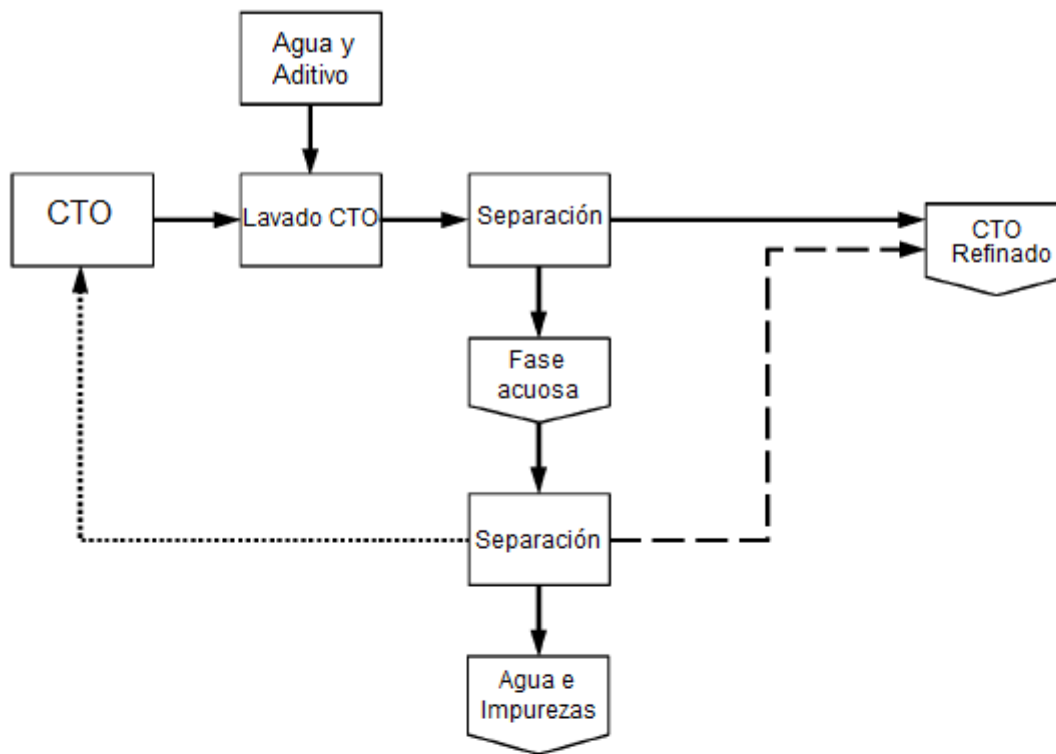 Agua y
Aditivo
CTO
Lavado CTO
Separación
CTO
Refinado
Fase
acuosa
Separación
Agua e
Impurezas